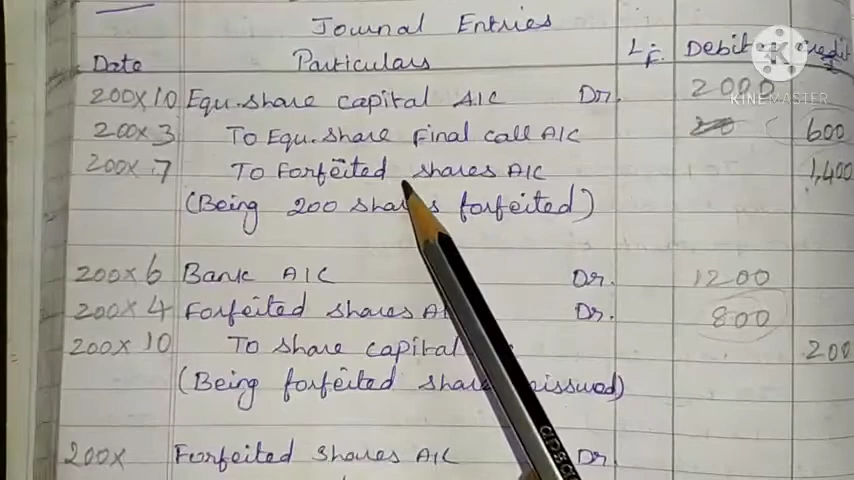 Journal Entries
Date Particulars L.F. Debit Credit
KINEMASTER
200x10 Equ.share capital A/C Dr. 2000
200x3 To Equ.share Final call A/C 600
200x7 To Forfeited shares A/C 1,400
(Being 200 shares forfeited)
200x6 Bank A/C Dr. 1200
200x4 Forfeited shares Dr. 800
200x10 To share capital 200
(Being forfeited
200x Forfeited shares A/C Dr.
apsara